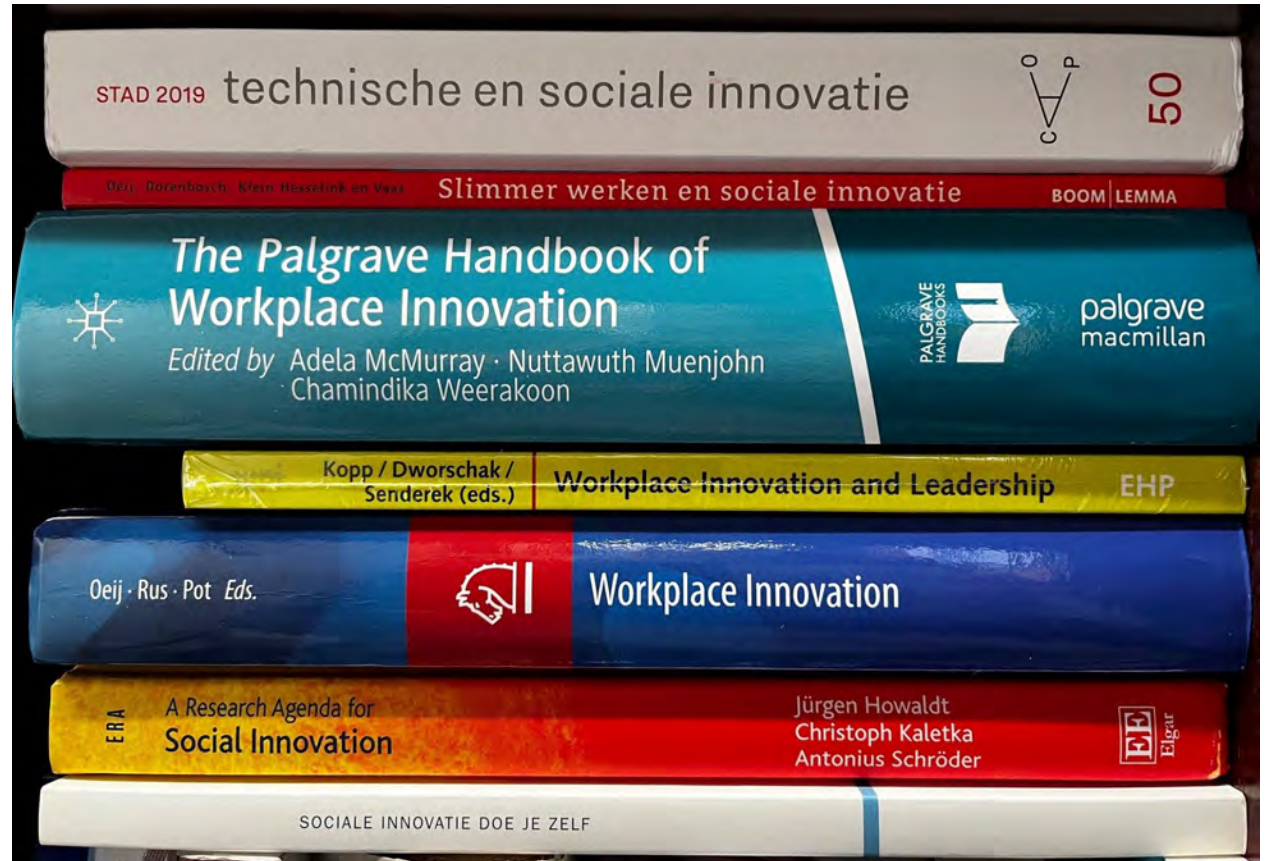 STAD 2019 technische en sociale innovatie
CAOP
50
Oeij, Dorenbosch, Klein Hesselink en Vaas Slimmer werken en sociale innovatie BOOM|LEMMA
The Palgrave Handbook of
Workplace Innovation
Edited by Adela McMurray · Nuttawuth Muenjohn
Chamindika Weerakoon
PALGRAVE
HANDBOOKS
palgrave
macmillan
Kopp / Dworschak /
Senderek (eds.)
Workplace Innovation and Leadership
EHP
Oeij · Rus · Pot Eds.
Workplace Innovation
ERA
A Research Agenda for
Social Innovation
Jürgen Howaldt
Christoph Kaletka
Antonius Schröder
EE
Elgar
SOCIALE INNOVATIE DOE JE ZELF